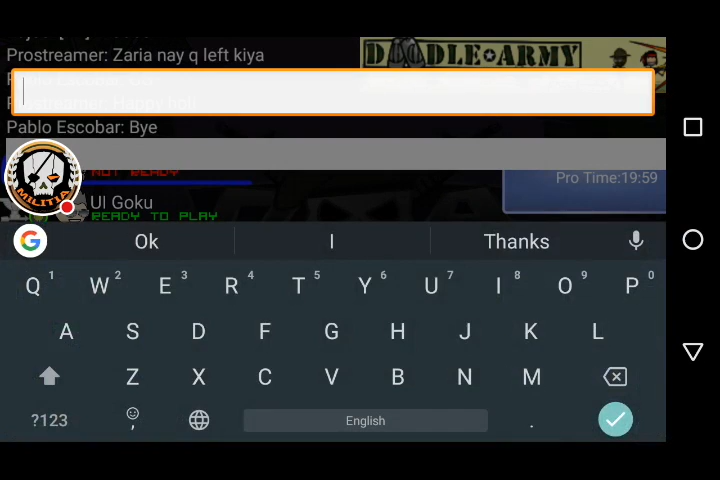 Prostreamer: Zaria nay q left kiya
DOODLE ARMY
Prostreamer: Happy holi
Pablo Escobar: Bye
MILITIA
NOT READY
Pro Time:19:59
UI Goku
READY TO PLAY
G Ok I Thanks
Q 1 W 2 E 3 R 4 T 5 Y 6 U 7 I 8 O 9 P 0
A S D F G H J K L
Z X C V B N M
?123 , English .